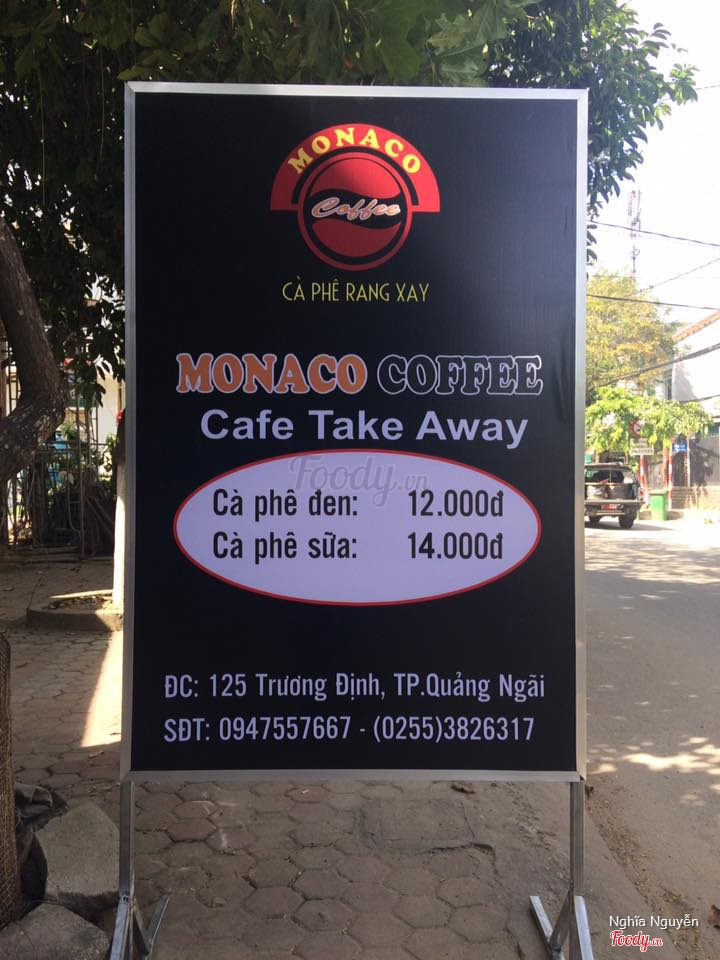 MONACO
Coffee
CÀ PHÊ RANG XAY
MONACO COFFEE
Cafe Take Away
Foody.vn
Cà phê đen: 12.000đ
Cà phê sữa: 14.000đ
ĐC: 125 Trương Định, TP.Quảng Ngãi
SĐT: 0947557667 - (0255)3826317
Nghĩa Nguyễn
Foody.vn